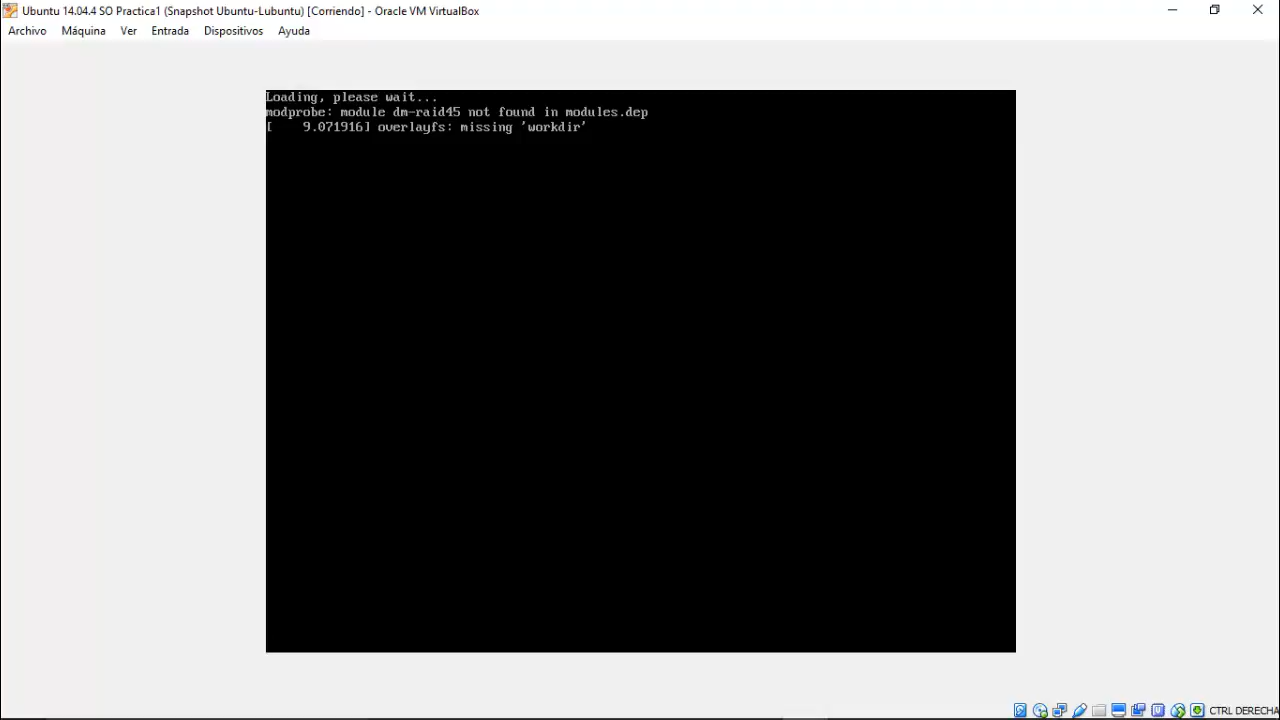 Ubuntu 14.04.4 SO Practica1 (Snapshot Ubuntu-Lubuntu) [Corriendo] - Oracle VM VirtualBox
Archivo Máquina Ver Entrada Dispositivos Ayuda
Loading, please wait...
modprobe: module dm-raid45 not found in modules.dep
[    9.071916] overlayfs: missing 'workdir'
CTRL DERECHA